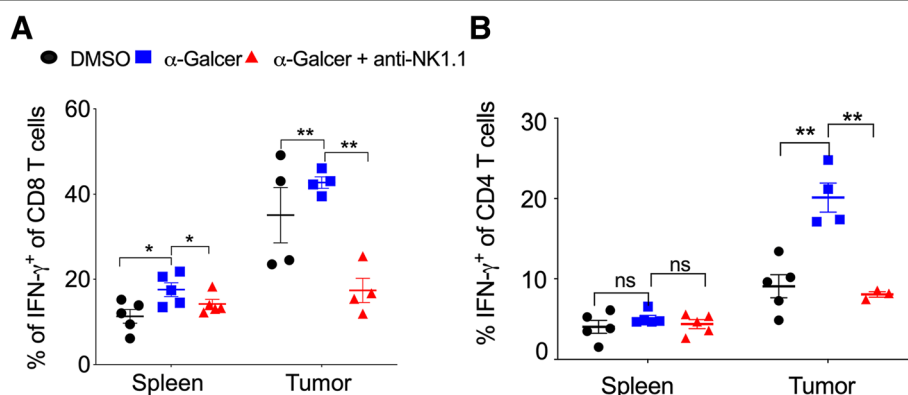 A
B
DMSO α-Galcer α-Galcer + anti-NK1.1
% of IFN-γ+ of CD8 T cells
60
40
20
0
*
*
**
**
Spleen
Tumor
% IFN-γ+ of CD4 T cells
30
20
10
0
ns
ns
**
**
Spleen
Tumor